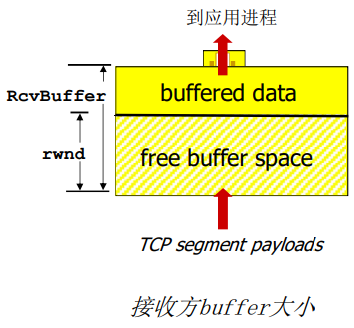 到应用进程
RcvBuffer
buffered data
rwnd
free buffer space
TCP segment payloads
接收方buffer大小